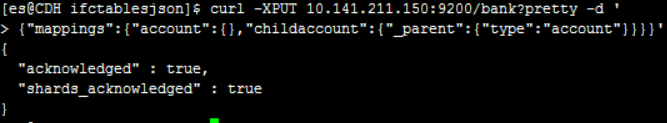 [es@CDH ifctablesjson]$ curl -XPUT 10.141.211.150:9200/bank?pretty -d '
> {"mappings":{"account":{},"childaccount":{"_parent":{"type":"account"}}}}'
{
  "acknowledged" : true,
  "shards_acknowledged" : true
}